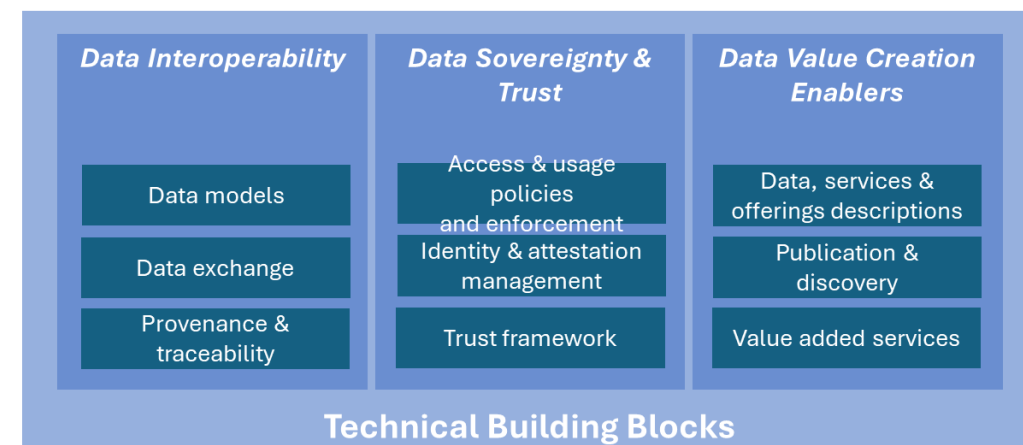 Data Interoperability
Data models
Data exchange
Provenance &
traceability
Data Sovereignty &
Trust
Access & usage
policies
and enforcement
Identity & attestation
management
Trust framework
Data Value Creation
Enablers
Data, services &
offerings descriptions
Publication &
discovery
Value added services
Technical Building Blocks